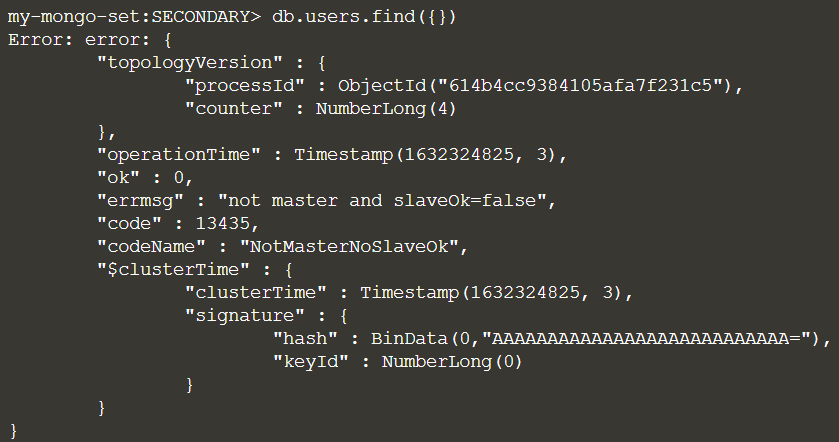 my-mongo-set:SECONDARY> db.users.find({})
Error: error: {
        "topologyVersion" : {
                "processId" : ObjectId("614b4cc9384105afa7f231c5"),
                "counter" : NumberLong(4)
        },
        "operationTime" : Timestamp(1632324825, 3),
        "ok" : 0,
        "errmsg" : "not master and slaveOk=false",
        "code" : 13435,
        "codeName" : "NotMasterNoSlaveOk",
        "$clusterTime" : {
                "clusterTime" : Timestamp(1632324825, 3),
                "signature" : {
                        "hash" : BinData(0,"AAAAAAAAAAAAAAAAAAAAAAAAAAA="),
                        "keyId" : NumberLong(0)
                }
        }
}